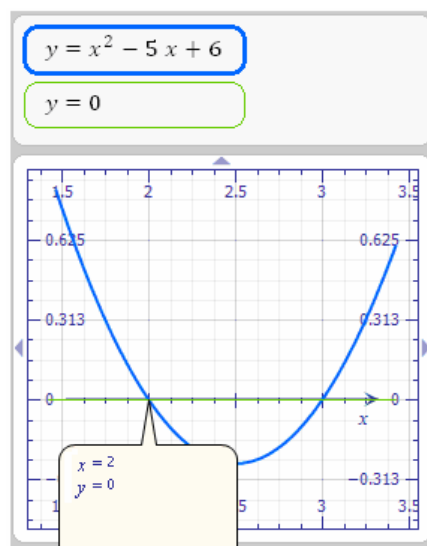 y = x² − 5 x + 6
y = 0
1.5 2 2.5 3 3.5
0.625 0.625
0.313 0.313
0 0
x
x = 2
y = 0
-0.313
3 3.5